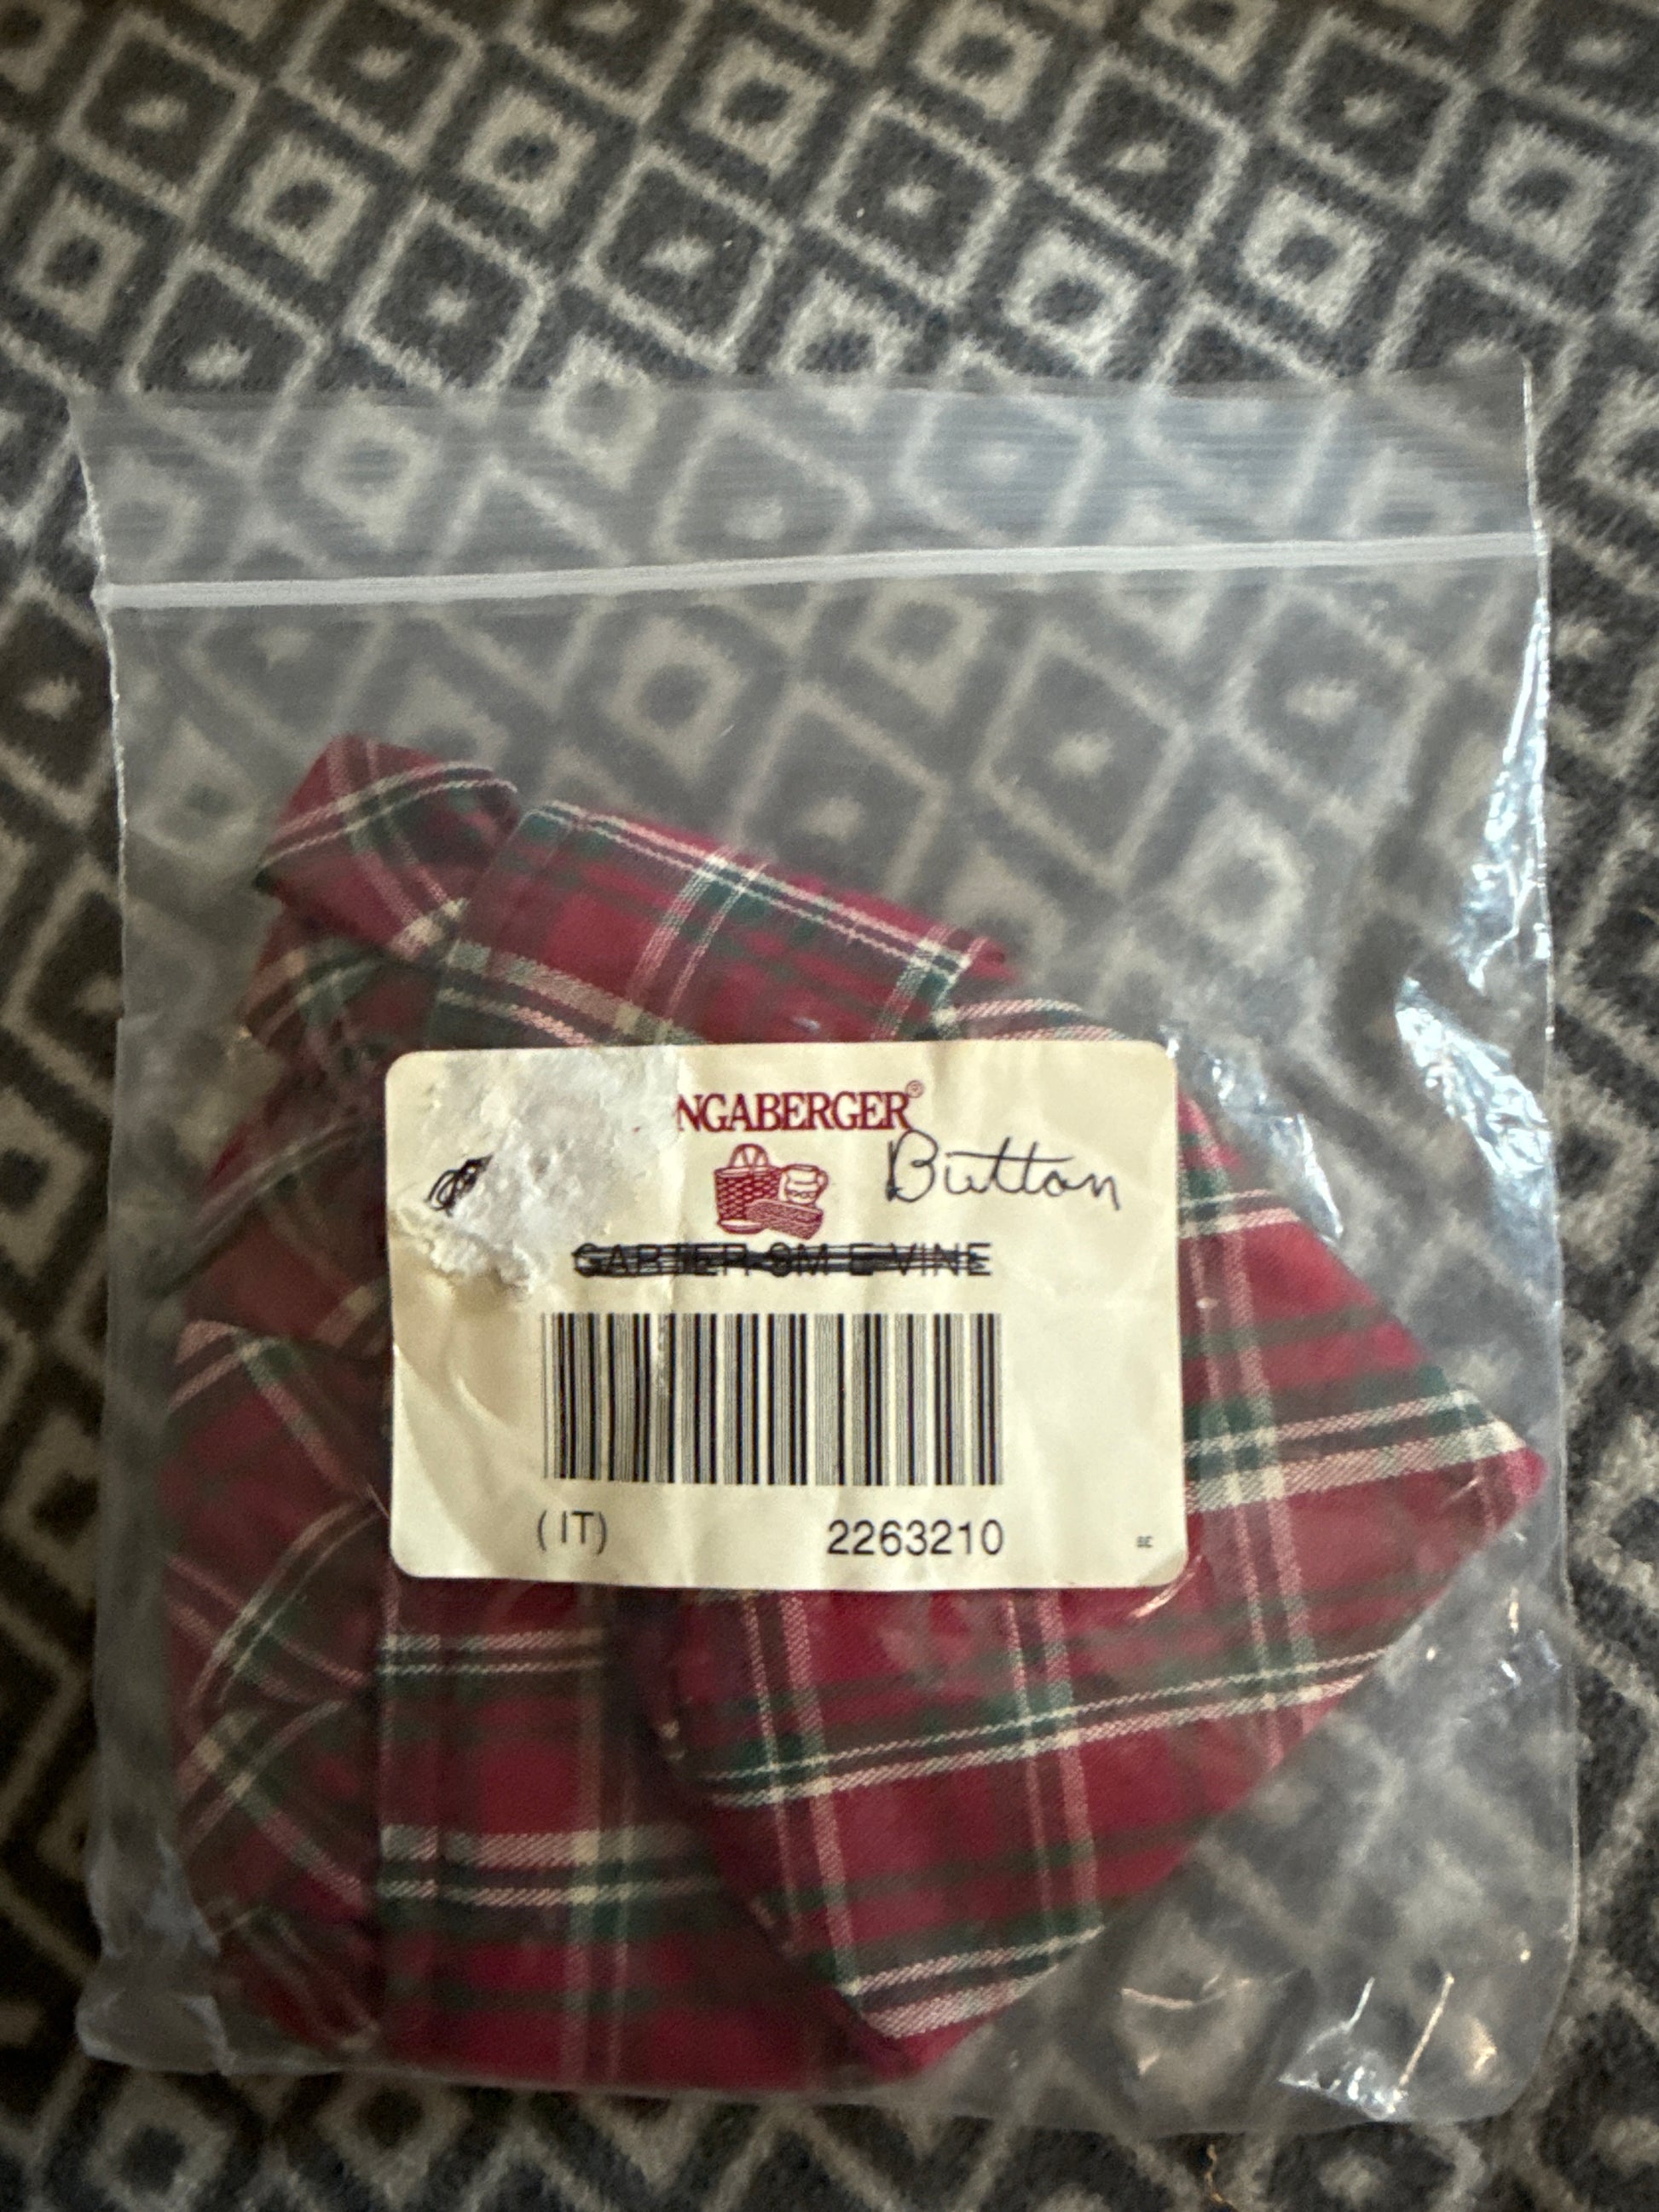 NGABERGER®
Button
GARTER SM E VINE
(IT) 2263210